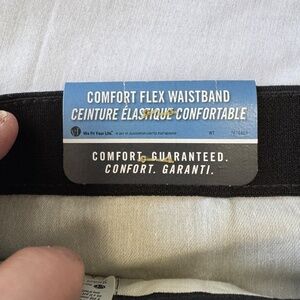 COMFORT FLEX WAISTBAND
CEINTURE ÉLASTIQUE CONFORTABLE
We Fit Your Life.
COMFORT. GUARANTEED.
CONFORT. GARANTI.